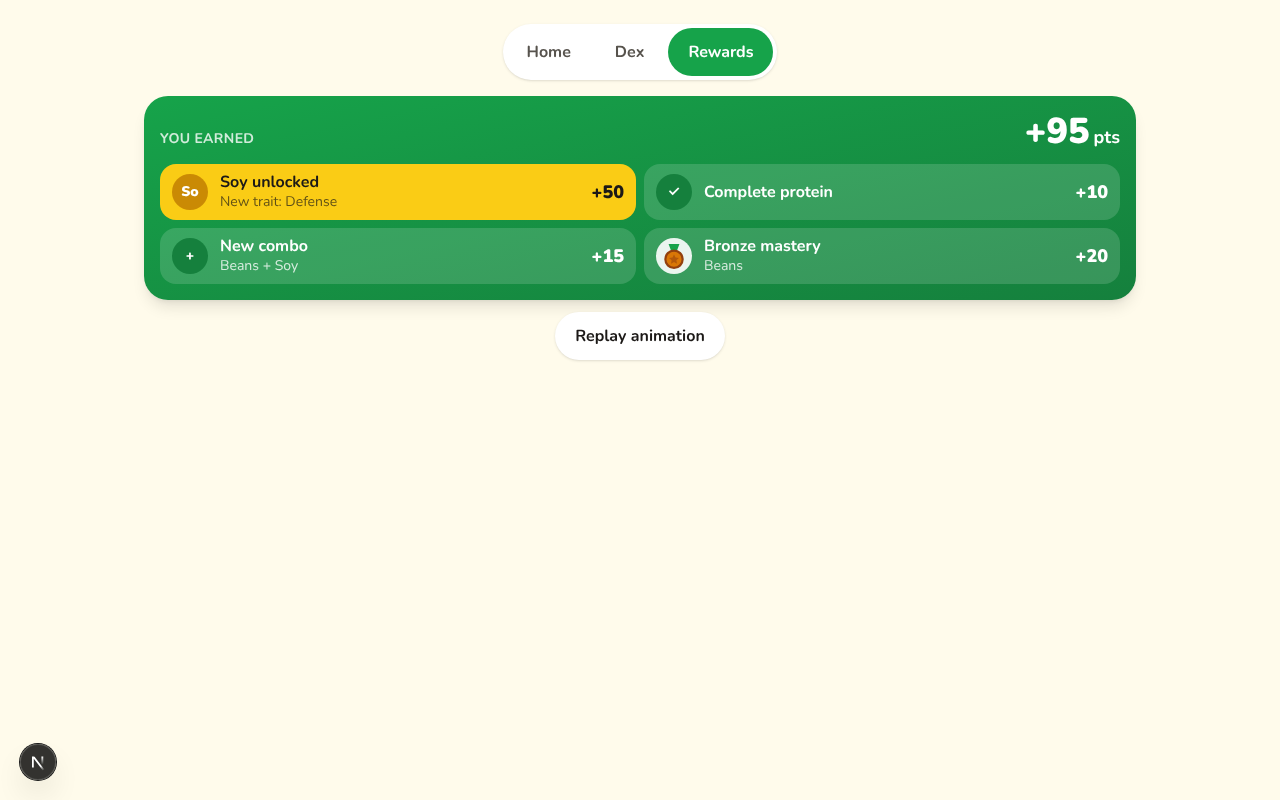 Home
Dex
Rewards
YOU EARNED
+95 pts
So
Soy unlocked
New trait: Defense
+50
Complete protein
+10
+
New combo
Beans + Soy
+15
Bronze mastery
Beans
+20
Replay animation
N